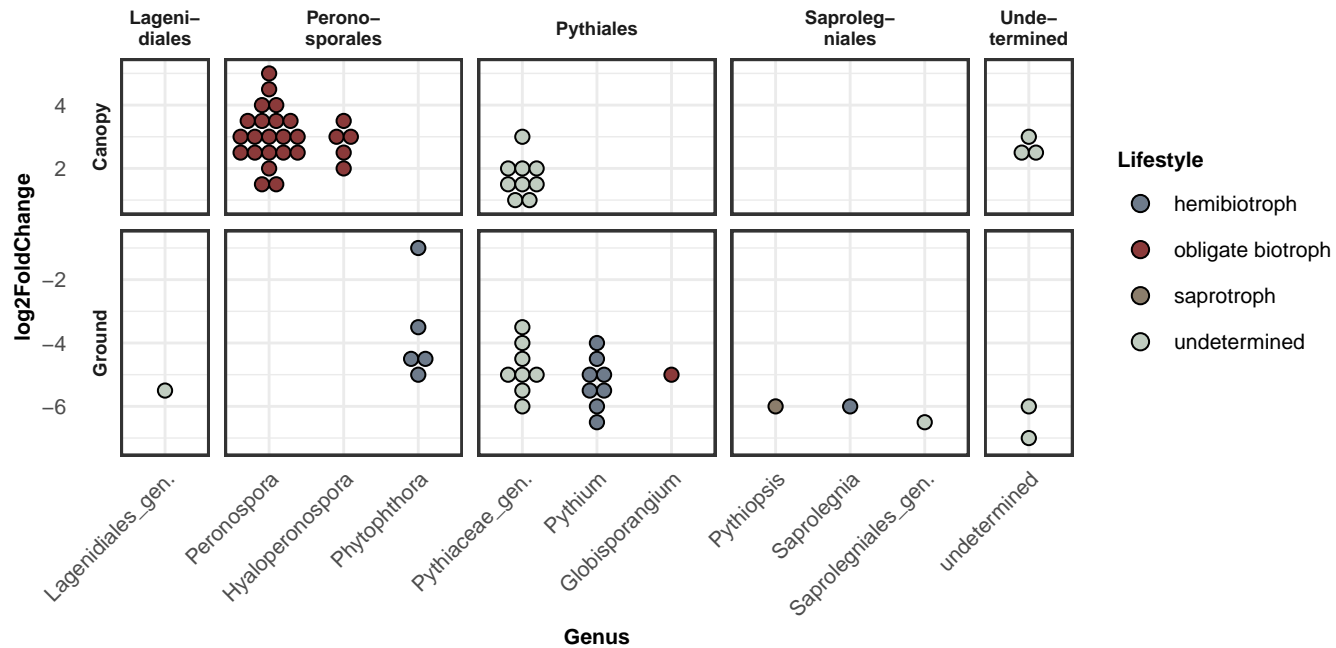 Lageni–
diales
Perono–
sporales
Pythiales
Saproleg–
niales
Unde–
termined
log2FoldChange
Canopy
4
2
Ground
−2
−4
−6
Lagenidiales_gen.
Peronospora
Hyaloperonospora
Phytophthora
Pythiaceae_gen.
Pythium
Globisporangium
Pythiopsis
Saprolegnia
Saprolegniales_gen.
undetermined
Genus
Lifestyle
hemibiotroph
obligate biotroph
saprotroph
undetermined